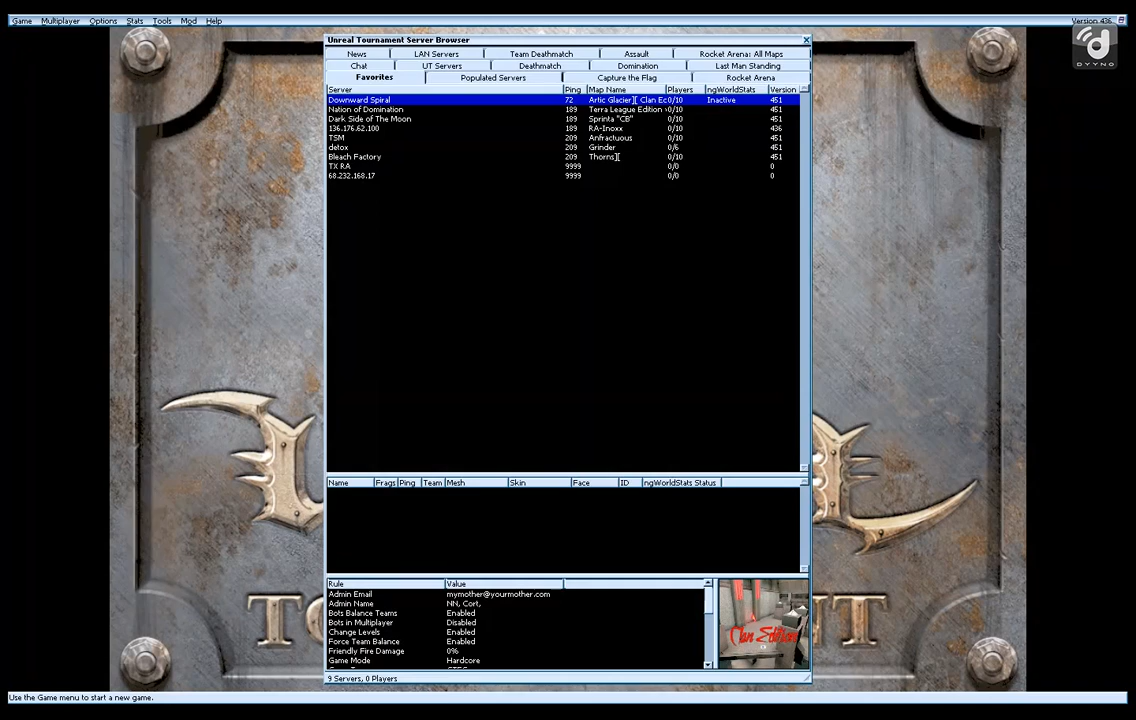 Game Multiplayer Options Stats Tools Mod Help Version 436
DYYNO
Unreal Tournament Server Browser
News LAN Servers Team Deathmatch Assault Rocket Arena: All Maps
Chat UT Servers Deathmatch Domination Last Man Standing
Favorites Populated Servers Capture the Flag Rocket Arena
Server Ping Map Name Players ngWorldStats Version
Downward Spiral 72 Artic Glacier][ Clan Ec 0/10 Inactive 451
Nation of Domination 189 Terra League Edition 0/10 451
Dark Side of The Moon 189 Sprinta "CB" 0/10 451
136.176.62.100 189 RA-Inoxx 0/10 436
TSM 209 Anfractuous 0/10 451
detox 209 Grinder 0/6 451
Bleach Factory 209 Thorns][ 0/10 451
TX RA 9999 0/0 0
68.232.168.17 9999 0/0 0
Name Frags Ping Team Mesh Skin Face ID ngWorldStats Status
Rule Value
Admin Email mymother@yourmother.com
Admin Name NN, Cort,
Bots Balance Teams Enabled
Bots in Multiplayer Disabled
Change Levels Enabled
Force Team Balance Enabled
Friendly Fire Damage 0%
Game Mode Hardcore
Clan Edition
9 Servers, 0 Players
Use the Game menu to start a new game.